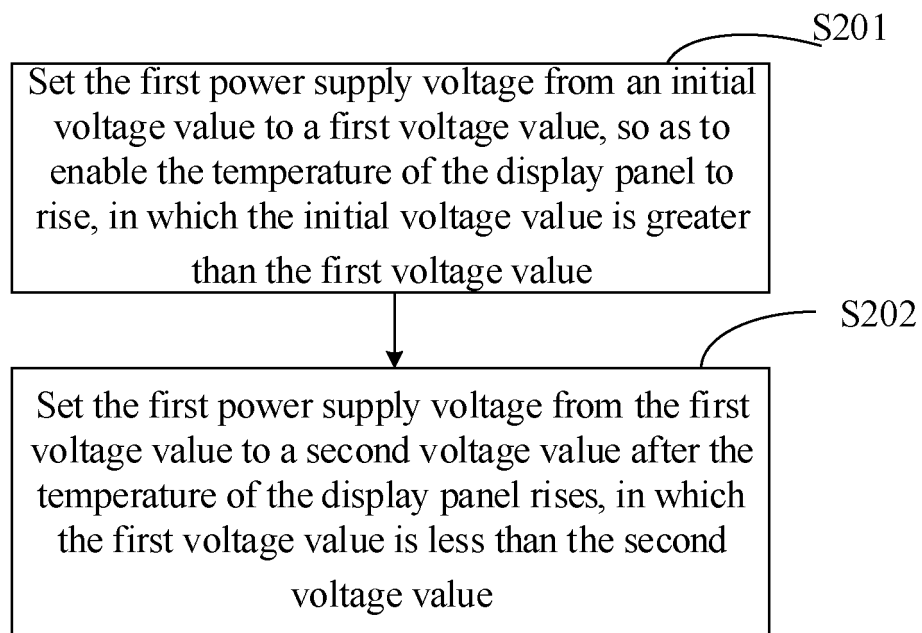 S201
Set the first power supply voltage from an initial
voltage value to a first voltage value, so as to
enable the temperature of the display panel to
rise, in which the initial voltage value is greater
than the first voltage value
S202
Set the first power supply voltage from the first
voltage value to a second voltage value after the
temperature of the display panel rises, in which
the first voltage value is less than the second
voltage value